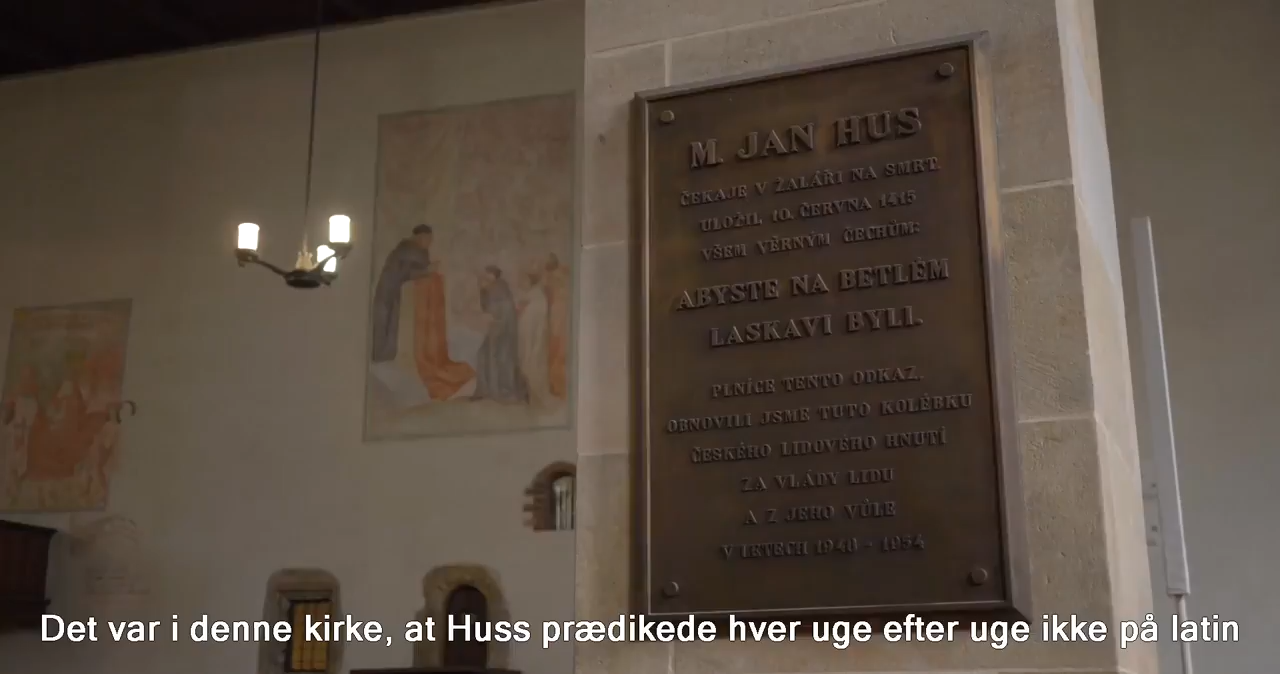 M. JAN HUS
ČEKAJE V ŽALÁŘI NA SMRT.
ULOŽIL 10. ČERVNA 1415
VŠEM VĚRNÝM ČECHŮM:
ABYSTE NA BETLÉM
LASKAVI BYLI.
PLNÍCE TENTO ODKAZ.
OBNOVILI JSME TUTO KOLÉBKU
ČESKÉHO LIDOVÉHO HNUTÍ
ZA VLÁDY LIDU
A Z JEHO VŮLE
V LETECH 1948 - 1954
Det var i denne kirke, at Huss prædikede hver uge efter uge ikke på latin